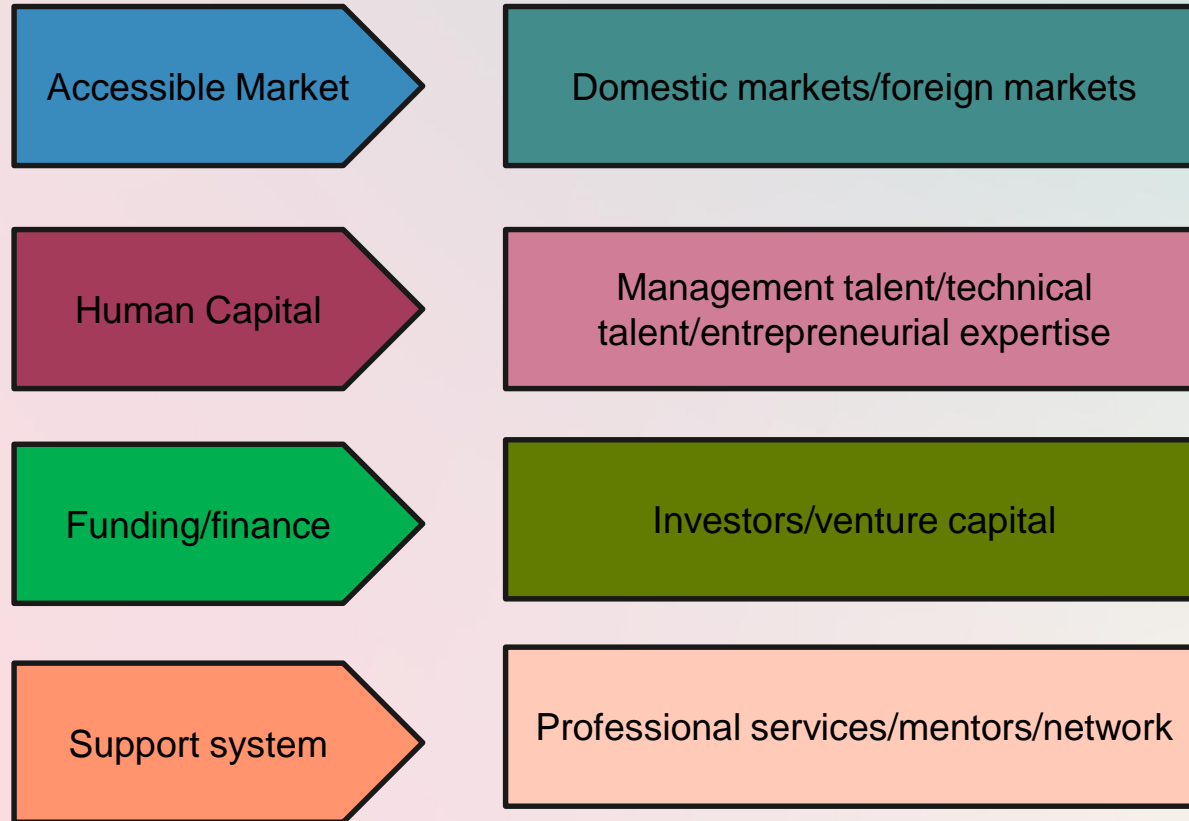 Accessible Market
Domestic markets/foreign markets
Human Capital
Management talent/technical
talent/entrepreneurial expertise
Funding/finance
Investors/venture capital
Support system
Professional services/mentors/network